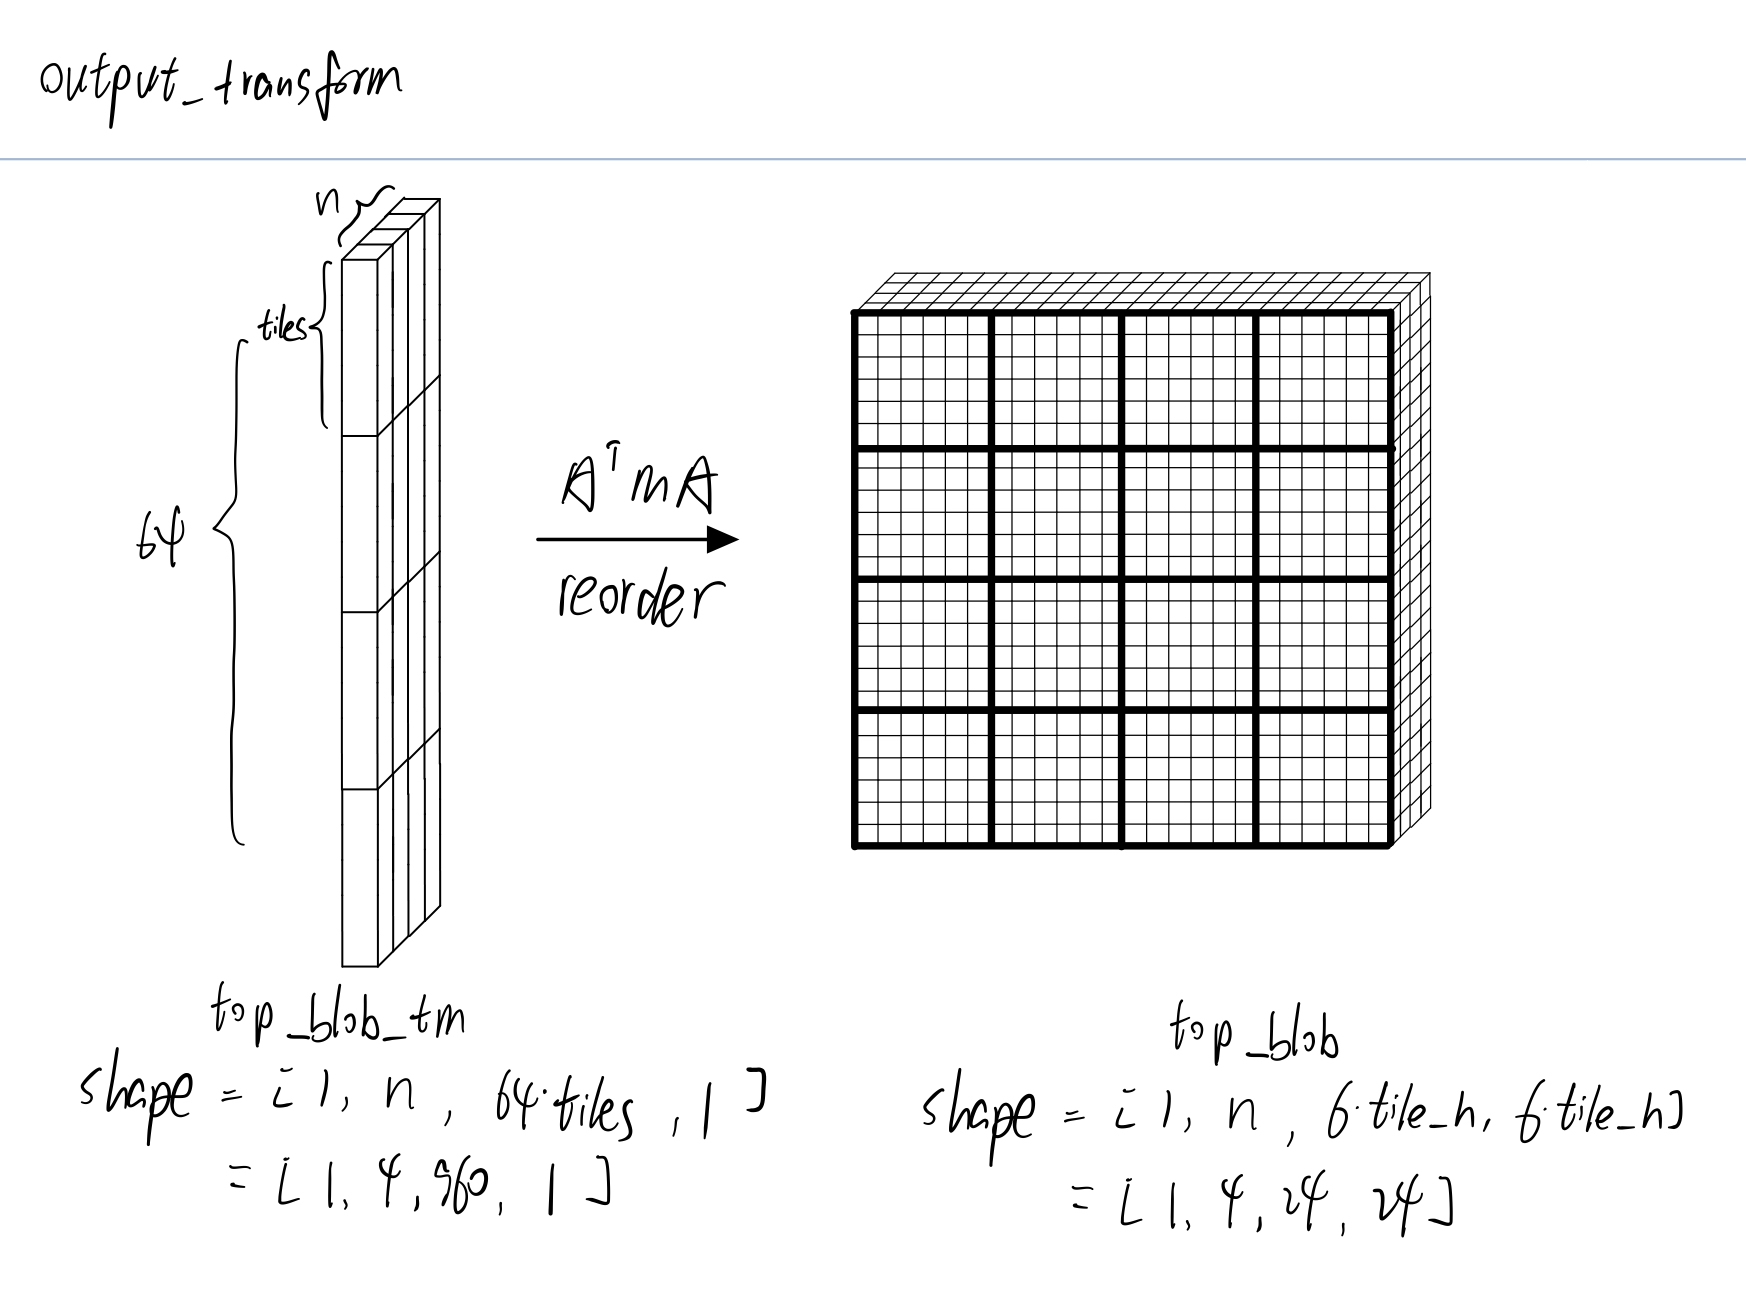 output_transform
n
tiles
64
AᵀmA
reorder
top_blob_tm
shape = [1, n, 64·tiles, 1]
= [1, 4, 960, 1]
top_blob
shape = [1, n, 6·tile_h, 6·tile_h]
= [1, 4, 24, 24]